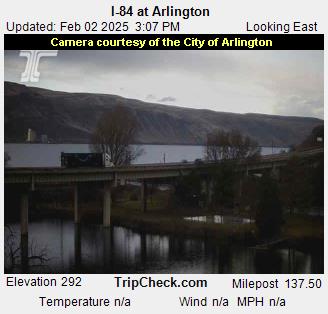 I-84 at Arlington
Updated: Feb 02 2025 3:07 PM Looking East
Camera courtesy of the City of Arlington
Elevation 292 TripCheck.com Milepost 137.50
Temperature n/a Wind n/a MPH n/a